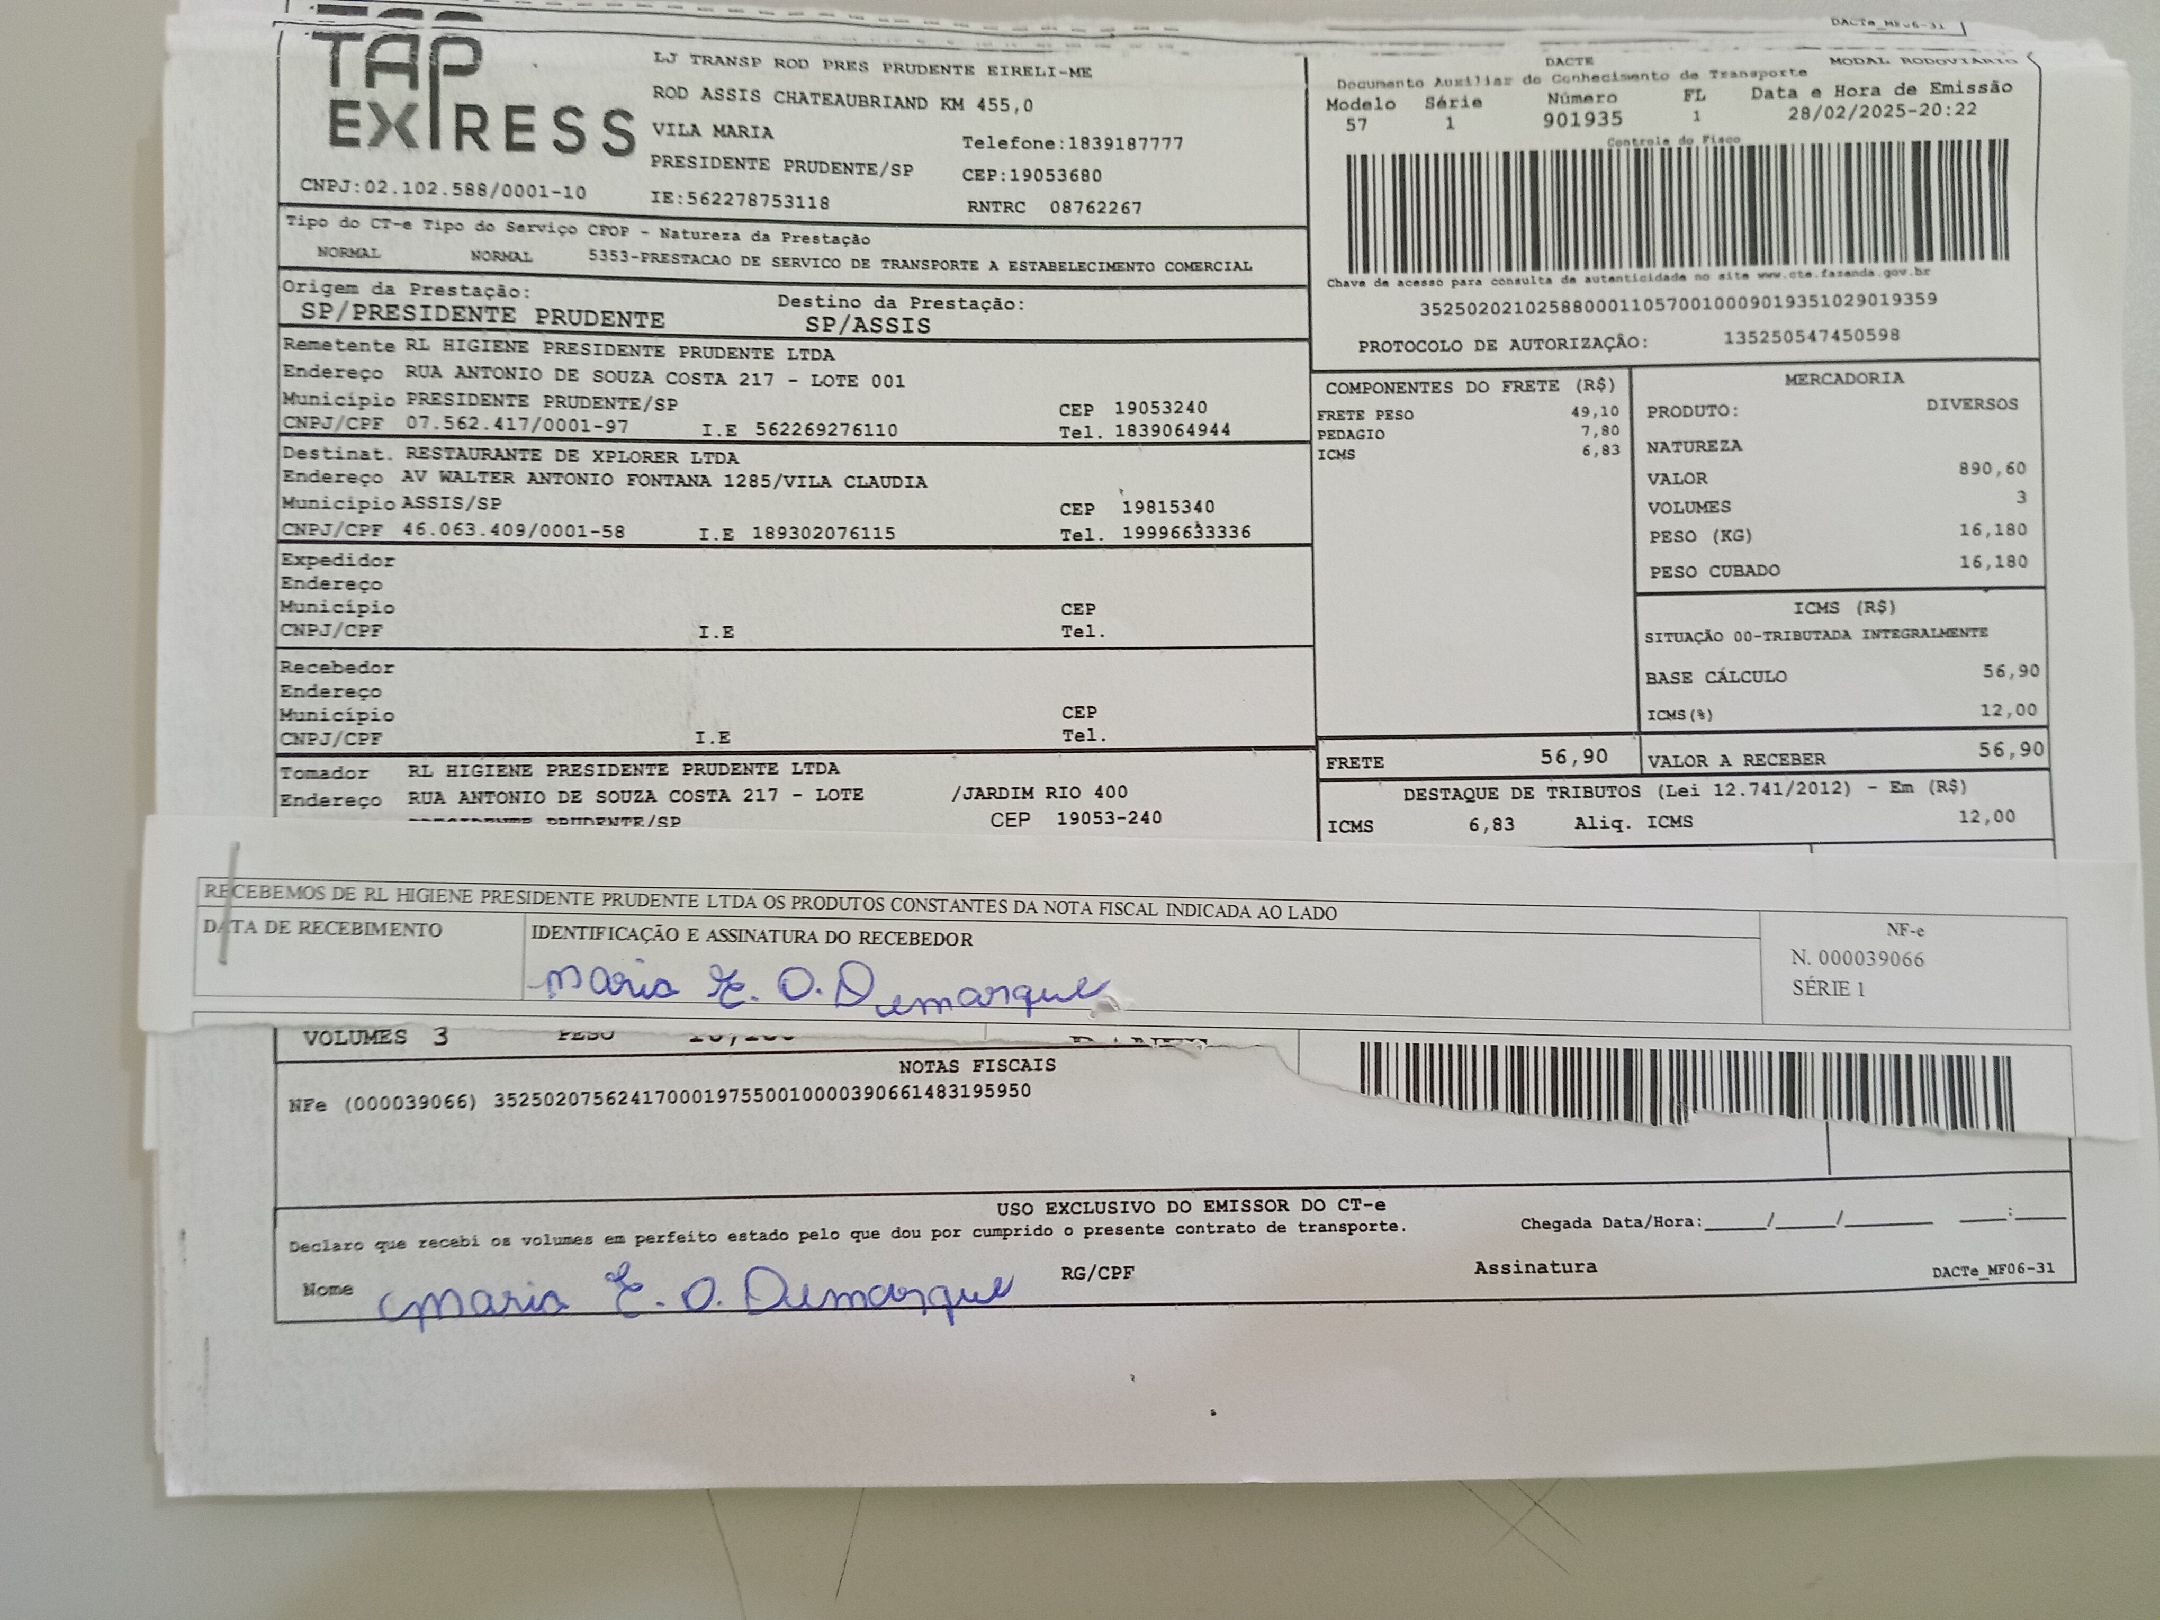 DACTe_MF06-31
TAP
EXPRESS
LJ TRANSP ROD PRES PRUDENTE EIRELI-ME
ROD ASSIS CHATEAUBRIAND KM 455,0
VILA MARIA Telefone:1839187777
PRESIDENTE PRUDENTE/SP CEP:19053680
CNPJ:02.102.588/0001-10 IE:562278753118 RNTRC 08762267
DACTE MODAL RODOVIÁRIO
Documento Auxiliar do Conhecimento de Transporte
Modelo Série Número FL Data e Hora de Emissão
57 1 901935 1 28/02/2025-20:22
Controle do Fisco
Chave de acesso para consulta de autenticidade no site www.cte.fazenda.gov.br
35250202102588000110570010009019351029019359
PROTOCOLO DE AUTORIZAÇÃO: 135250547450598
Tipo do CT-e Tipo do Serviço CFOP - Natureza da Prestação
NORMAL NORMAL 5353-PRESTACAO DE SERVICO DE TRANSPORTE A ESTABELECIMENTO COMERCIAL
Origem da Prestação: Destino da Prestação:
SP/PRESIDENTE PRUDENTE SP/ASSIS
Remetente RL HIGIENE PRESIDENTE PRUDENTE LTDA
Endereço RUA ANTONIO DE SOUZA COSTA 217 - LOTE 001
Município PRESIDENTE PRUDENTE/SP CEP 19053240
CNPJ/CPF 07.562.417/0001-97 I.E 562269276110 Tel. 1839064944
Destinat. RESTAURANTE DE XPLORER LTDA
Endereço AV WALTER ANTONIO FONTANA 1285/VILA CLAUDIA
Municipio ASSIS/SP CEP 19815340
CNPJ/CPF 46.063.409/0001-58 I.E 189302076115 Tel. 19996633336
Expedidor
Endereço
Município CEP
CNPJ/CPF I.E Tel.
Recebedor
Endereço
Município CEP
CNPJ/CPF I.E Tel.
Tomador RL HIGIENE PRESIDENTE PRUDENTE LTDA
Endereço RUA ANTONIO DE SOUZA COSTA 217 - LOTE /JARDIM RIO 400
PRESIDENTE PRUDENTE/SP CEP 19053-240
COMPONENTES DO FRETE (R$)
FRETE PESO 49,10
PEDAGIO 7,80
ICMS 6,83
MERCADORIA
PRODUTO: DIVERSOS
NATUREZA
VALOR 890,60
VOLUMES 3
PESO (KG) 16,180
PESO CUBADO 16,180
ICMS (R$)
SITUAÇÃO 00-TRIBUTADA INTEGRALMENTE
BASE CÁLCULO 56,90
ICMS(%) 12,00
FRETE 56,90 VALOR A RECEBER 56,90
DESTAQUE DE TRIBUTOS (Lei 12.741/2012) - Em (R$)
ICMS 6,83 Aliq. ICMS 12,00
RECEBEMOS DE RL HIGIENE PRESIDENTE PRUDENTE LTDA OS PRODUTOS CONSTANTES DA NOTA FISCAL INDICADA AO LADO
DATA DE RECEBIMENTO IDENTIFICAÇÃO E ASSINATURA DO RECEBEDOR
Maria E. O. Demarque
NF-e
N. 000039066
SÉRIE 1
VOLUMES 3 PESO
NOTAS FISCAIS
NFe (000039066) 35250207562417000197550010000390661483195950
USO EXCLUSIVO DO EMISSOR DO CT-e
Declaro que recebi os volumes em perfeito estado pelo que dou por cumprido o presente contrato de transporte. Chegada Data/Hora:_____/_____/_______ ___:____
Nome Maria E. O. Demarque RG/CPF Assinatura DACTe_MF06-31